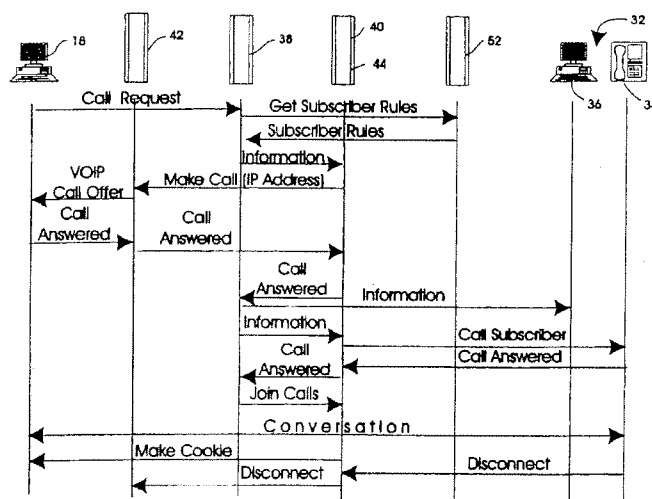 18
42
38
40
44
52
32
36
Call Request
Get Subscriber Rules
Subscriber Rules
Information
Make Call (IP Address)
VOIP
Call Offer
Call
Answered
Call
Answered
Call
Answered
Information
Information
Call Subscriber
Call
Answered
Call Answered
Join Calls
Conversation
Make Cookie
Disconnect
Disconnect